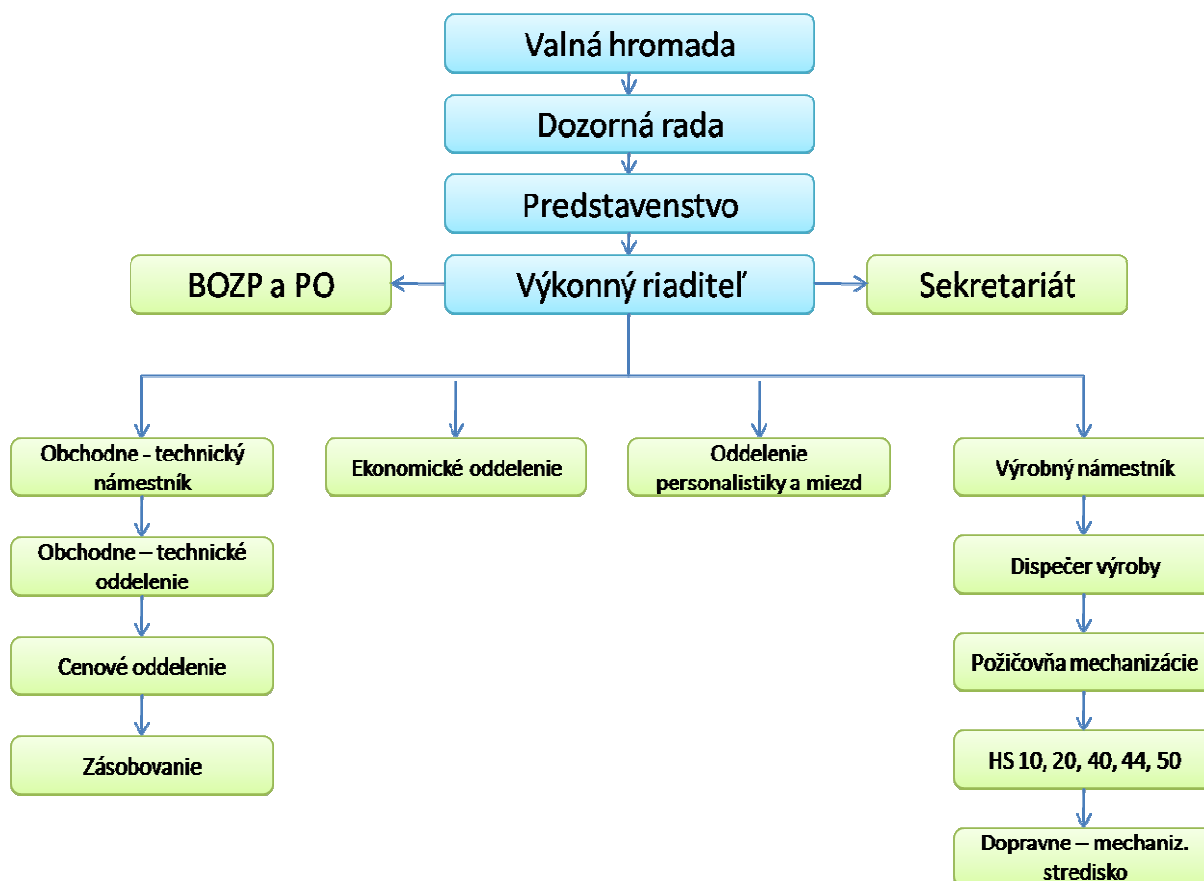 Valná hromada
Dozorná rada
Predstavenstvo
BOZP a PO
Výkonný riaditeľ
Sekretariát
Obchodne - technický
námestník
Ekonomické oddelenie
Oddelenie
personalistiky a miezd
Výrobný námestník
Obchodne – technické
oddelenie
Dispečer výroby
Cenové oddelenie
Požičovňa mechanizácie
Zásobovanie
HS 10, 20, 40, 44, 50
Dopravne – mechaniz.
stredisko